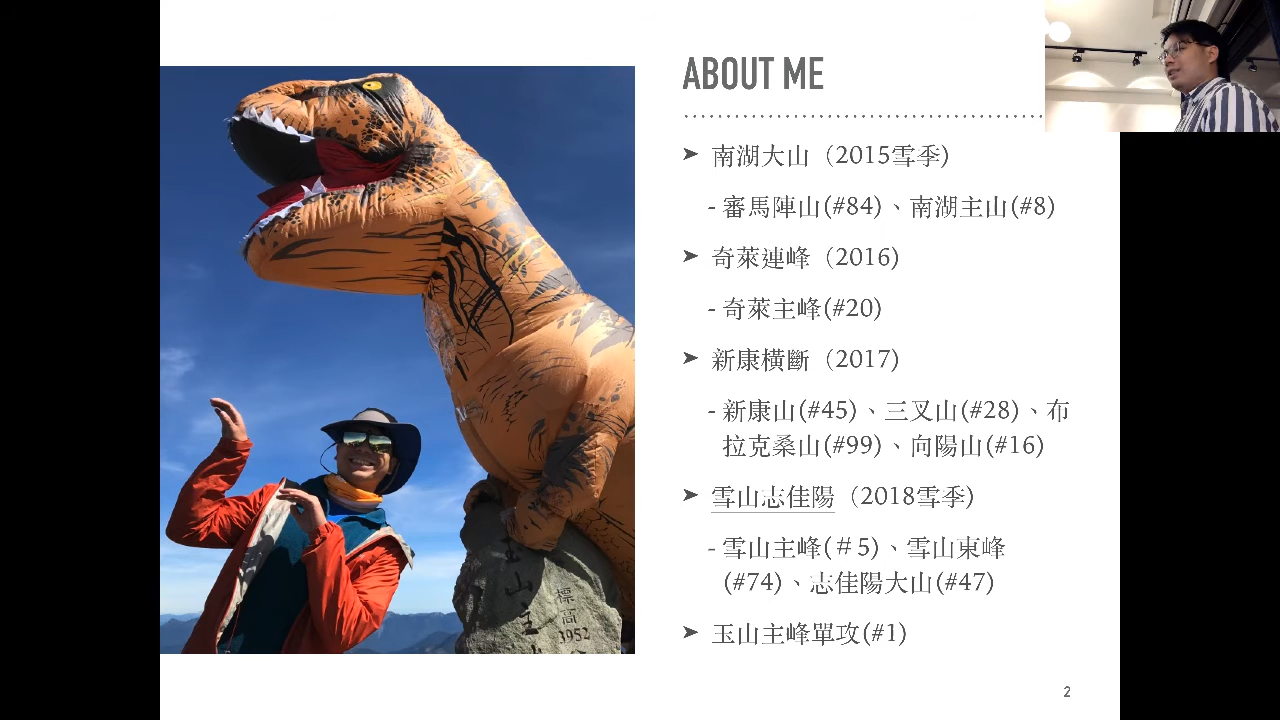 ABOUT ME
➤ 南湖大山（2015雪季)
- 審馬陣山(#84)、南湖主山(#8)
➤ 奇萊連峰（2016)
- 奇萊主峰(#20)
➤ 新康橫斷（2017)
- 新康山(#45)、三叉山(#28)、布
拉克桑山(#99)、向陽山(#16)
➤ 雪山志佳陽（2018雪季)
- 雪山主峰(＃5)、雪山東峰
(#74)、志佳陽大山(#47)
➤ 玉山主峰單攻(#1)
玉山主
標高
3952
2